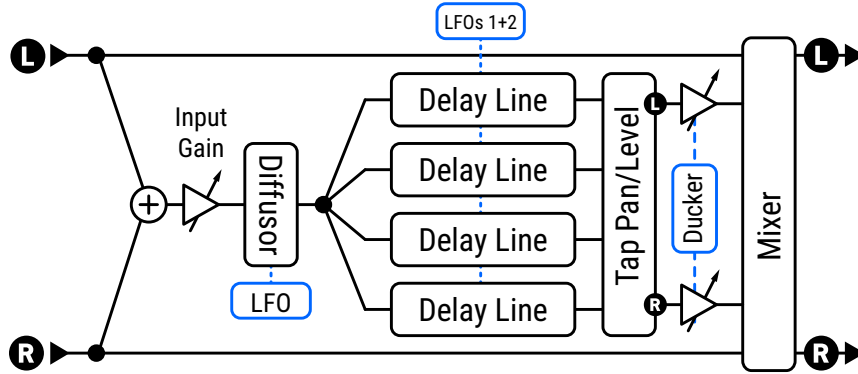 LFOs 1+2
L
L
Delay Line
L
Input
Gain
Diffusor
Delay Line
Tap Pan/Level
Ducker
Mixer
+
Delay Line
LFO
Delay Line
R
R
R